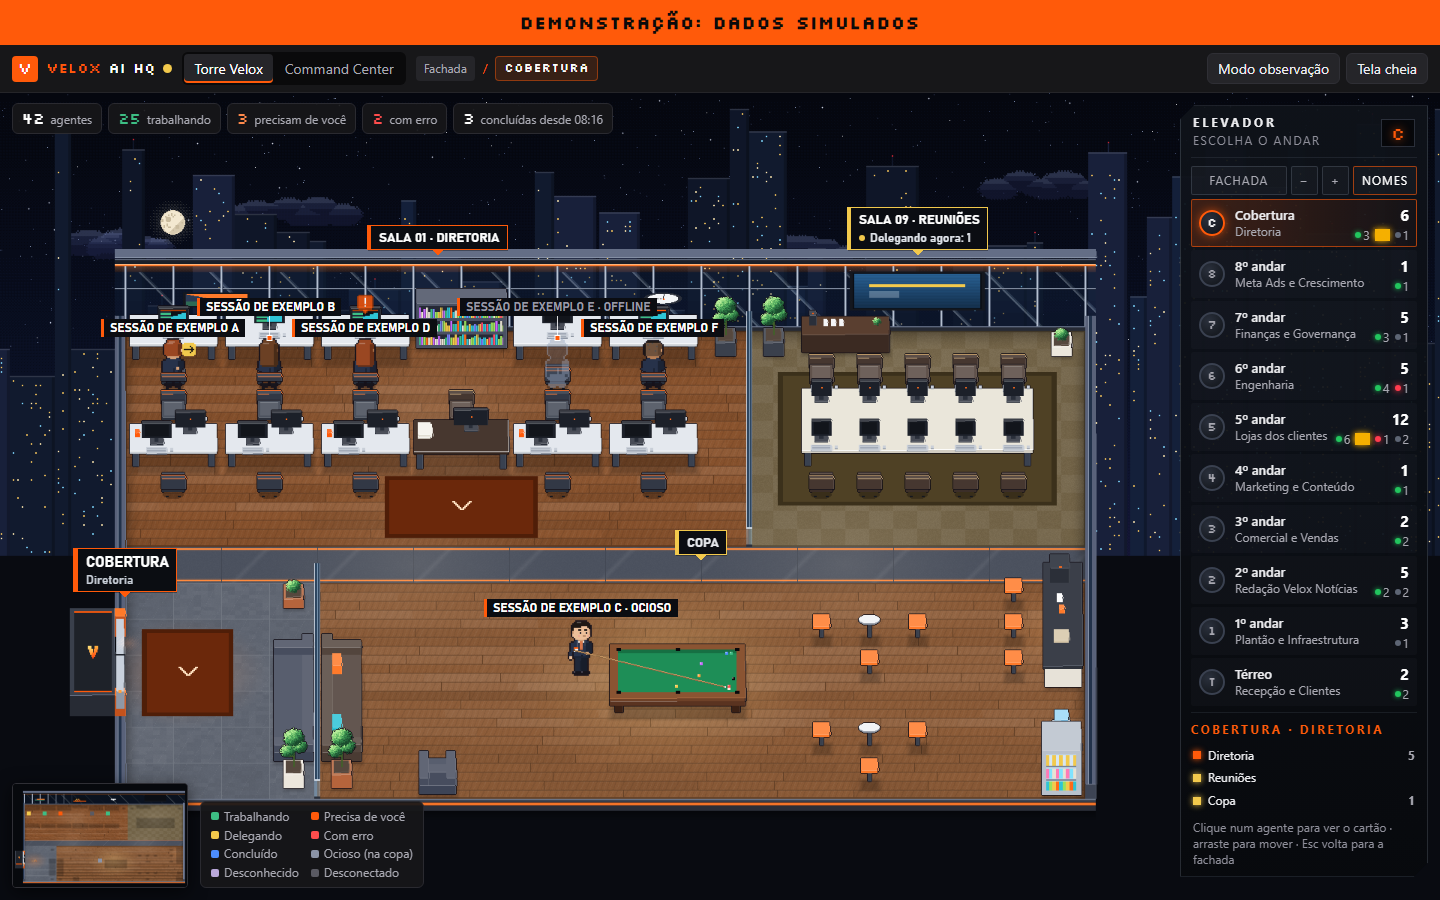 DEMONSTRAÇÃO: DADOS SIMULADOS
V VELOX AI HQ
Torre Velox
Command Center
Fachada / COBERTURA
Modo observação
Tela cheia
42 agentes
25 trabalhando
3 precisam de você
2 com erro
3 concluídas desde 08:16
SALA 01 · DIRETORIA
SALA 09 · REUNIÕES
Delegando agora: 1
SESSÃO DE EXEMPLO B
SESSÃO DE EXEMPLO E · OFFLINE
SESSÃO DE EXEMPLO A
SESSÃO DE EXEMPLO D
SESSÃO DE EXEMPLO F
COPA
COBERTURA
Diretoria
SESSÃO DE EXEMPLO C · OCIOSO
V
Trabalhando
Precisa de você
Delegando
Com erro
Concluído
Ocioso (na copa)
Desconhecido
Desconectado
ELEVADOR
ESCOLHA O ANDAR
C
FACHADA
−
+
NOMES
C Cobertura 6
Diretoria 3 1
8 8º andar 1
Meta Ads e Crescimento 1
7 7º andar 5
Finanças e Governança 3 1
6 6º andar 5
Engenharia 4 1
5 5º andar 12
Lojas dos clientes 6 1 2
4 4º andar 1
Marketing e Conteúdo 1
3 3º andar 2
Comercial e Vendas 2
2 2º andar 5
Redação Velox Notícias 2 2
1 1º andar 3
Plantão e Infraestrutura 1
T Térreo 2
Recepção e Clientes 2
COBERTURA · DIRETORIA
Diretoria 5
Reuniões
Copa 1
Clique num agente para ver o cartão ·
arraste para mover · Esc volta para a
fachada